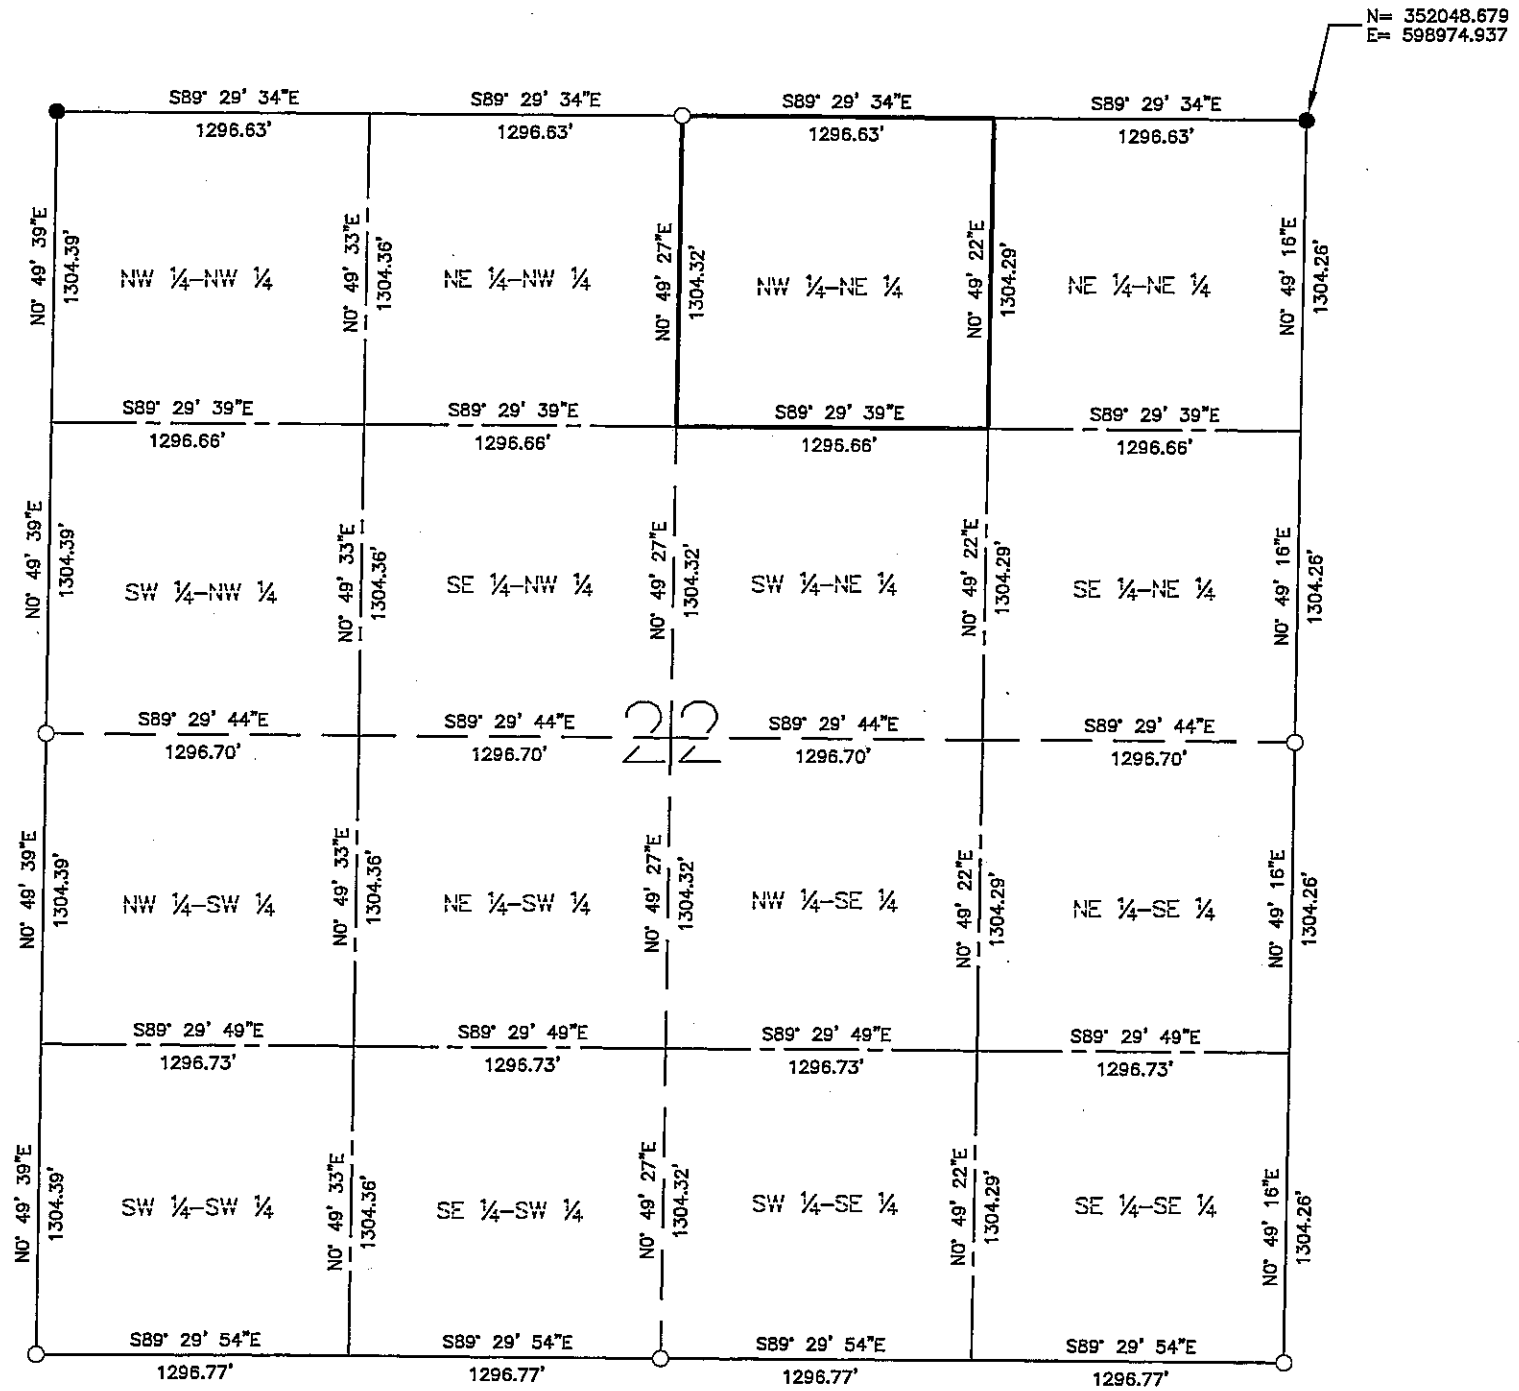 N= 352048.679
E= 598974.937
S89° 29' 34"E
S89° 29' 34"E
S89° 29' 34"E
S89° 29' 34"E
1296.63'
1296.63'
1296.63'
1296.63'
N0° 49' 39"E
1304.39'
NW ¼-NW ¼
N0° 49' 33"E
1304.36'
NE ¼-NW ¼
N0° 49' 27"E
1304.32'
NW ¼-NE ¼
N0° 49' 22"E
1304.29'
NE ¼-NE ¼
N0° 49' 16"E
1304.26'
S89° 29' 39"E
S89° 29' 39"E
S89° 29' 39"E
S89° 29' 39"E
1296.66'
1296.66'
1296.66'
1296.66'
N0° 49' 39"E
1304.39'
SW ¼-NW ¼
N0° 49' 33"E
1304.36'
SE ¼-NW ¼
N0° 49' 27"E
1304.32'
SW ¼-NE ¼
N0° 49' 22"E
1304.29'
SE ¼-NE ¼
N0° 49' 16"E
1304.26'
S89° 29' 44"E
S89° 29' 44"E
22
S89° 29' 44"E
S89° 29' 44"E
1296.70'
1296.70'
1296.70'
1296.70'
N0° 49' 39"E
1304.39'
NW ¼-SW ¼
N0° 49' 33"E
1304.36'
NE ¼-SW ¼
N0° 49' 27"E
1304.32'
NW ¼-SE ¼
N0° 49' 22"E
1304.29'
NE ¼-SE ¼
N0° 49' 16"E
1304.26'
S89° 29' 49"E
S89° 29' 49"E
S89° 29' 49"E
S89° 29' 49"E
1296.73'
1296.73'
1296.73'
1296.73'
N0° 49' 39"E
1304.39'
SW ¼-SW ¼
N0° 49' 33"E
1304.36'
SE ¼-SW ¼
N0° 49' 27"E
1304.32'
SW ¼-SE ¼
N0° 49' 22"E
1304.29'
SE ¼-SE ¼
N0° 49' 16"E
1304.26'
S89° 29' 54"E
S89° 29' 54"E
S89° 29' 54"E
S89° 29' 54"E
1296.77'
1296.77'
1296.77'
1296.77'